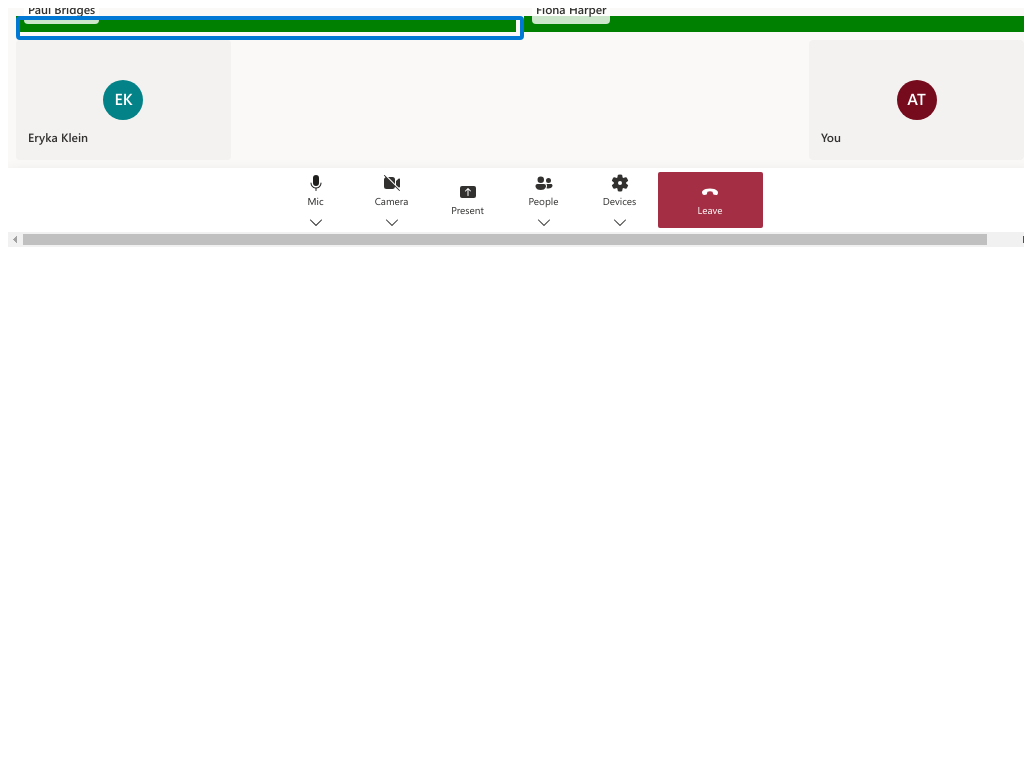 Paul Bridges
Fiona Harper
EK
AT
Eryka Klein
You
Mic
Camera
Present
People
Devices
Leave